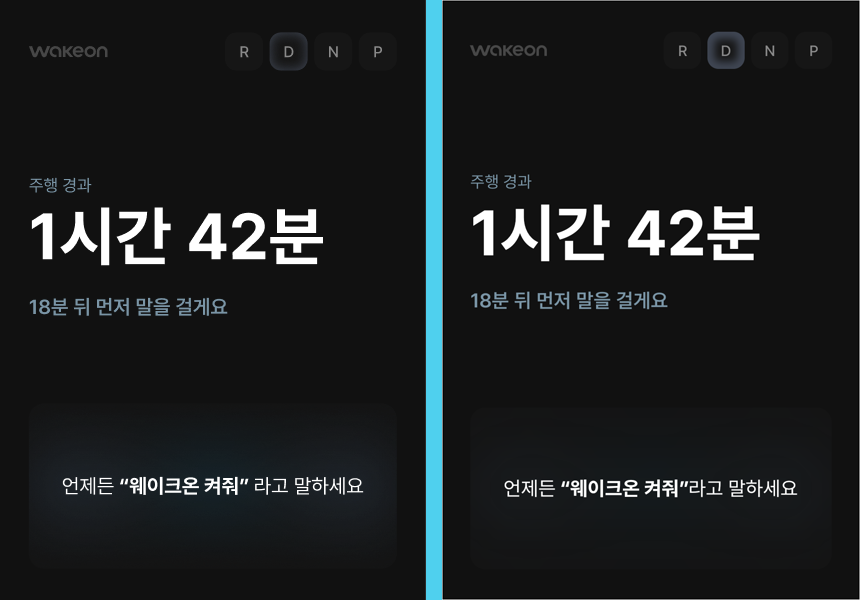 wakeon R D N P
주행 경과
1시간 42분
18분 뒤 먼저 말을 걸게요
언제든 “웨이크온 켜줘” 라고 말하세요
wakeon R D N P
주행 경과
1시간 42분
18분 뒤 먼저 말을 걸게요
언제든 “웨이크온 켜줘”라고 말하세요